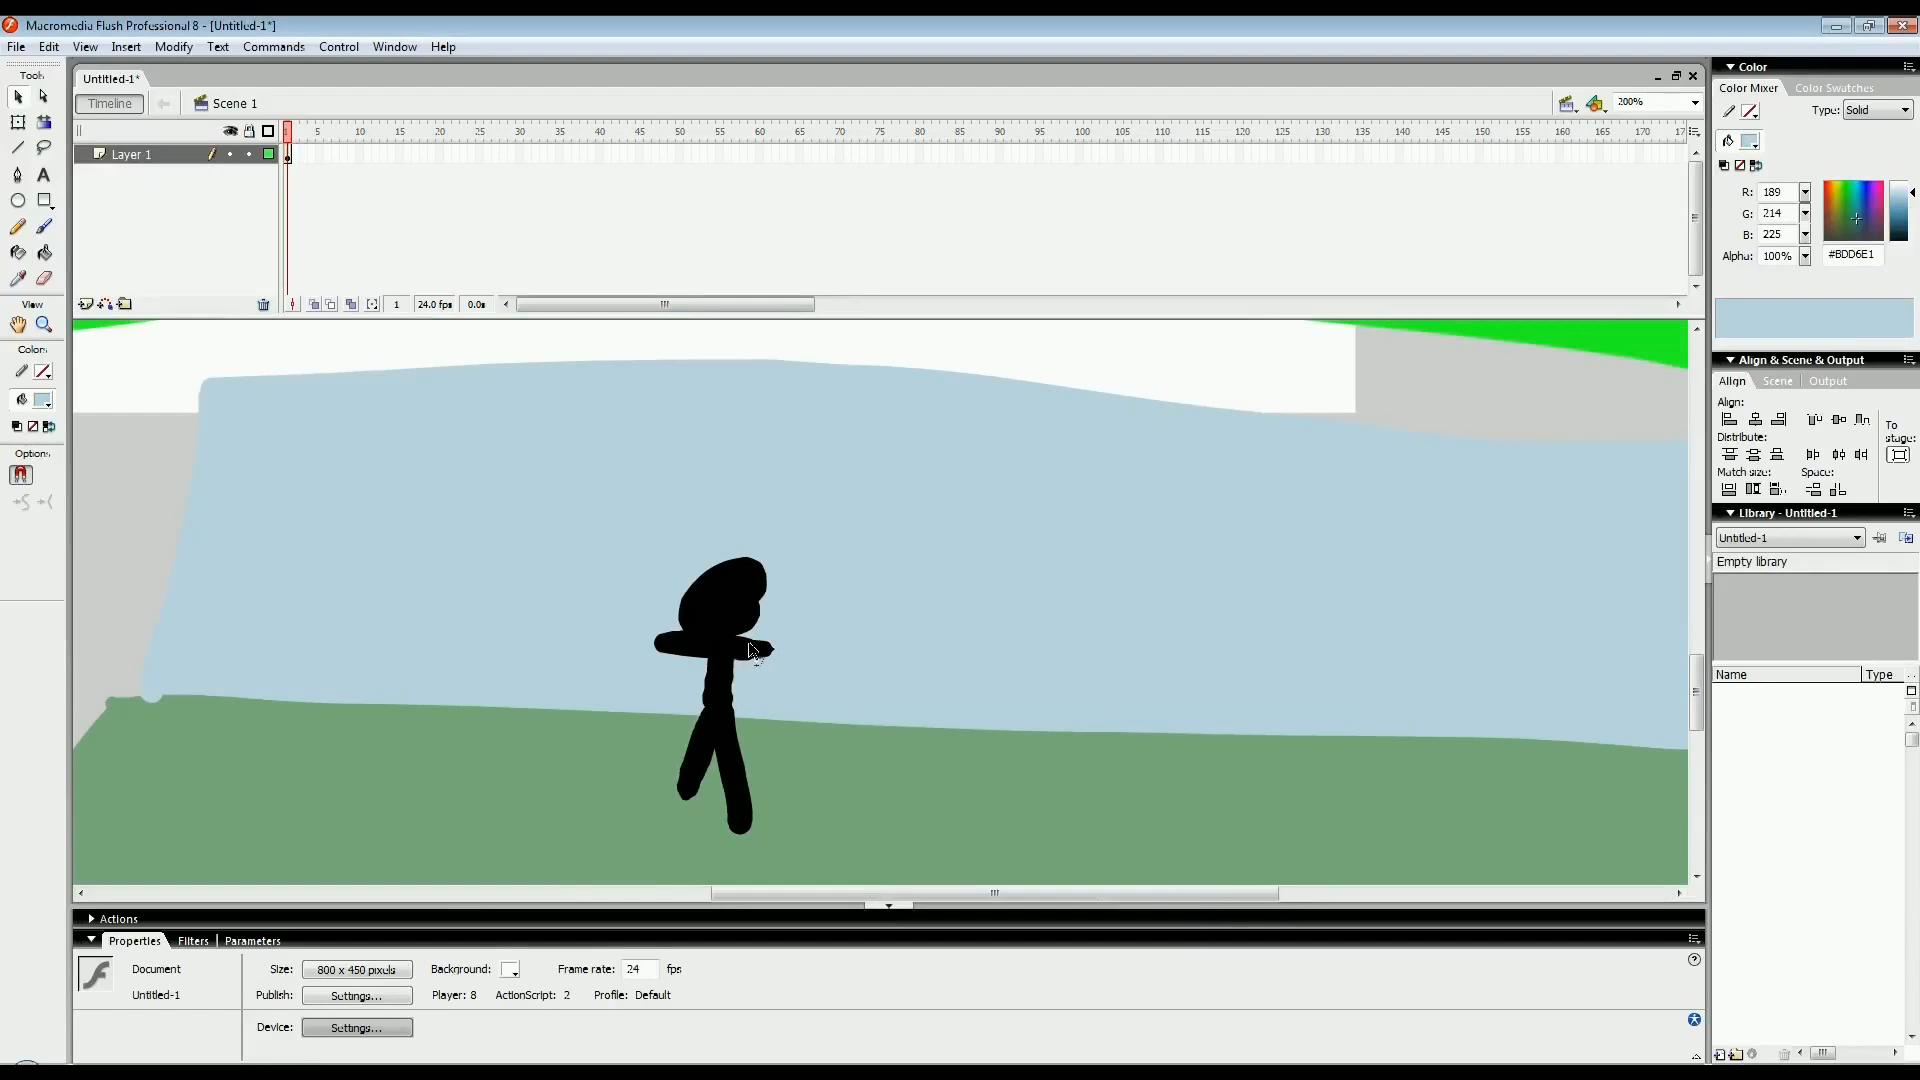 Macromedia Flash Professional 8 - [Untitled-1*]
File Edit View Insert Modify Text Commands Control Window Help
Tools
Untitled-1*
Timeline Scene 1 200%
1 5 10 15 20 25 30 35 40 45 50 55 60 65 70 75 80 85 90 95 100 105 110 115 120 125 130 135 140 145 150 155 160 165 170 17
Layer 1
1 24.0 fps 0.0s
View
Colors
Options
Color
Color Mixer Color Swatches
Type: Solid
R: 189
G: 214
B: 225
Alpha: 100% #BDD6E1
Align & Scene & Output
Align Scene Output
Align:
Distribute:
To stage:
Match size: Space:
Library - Untitled-1
Untitled-1
Empty library
Name Type
Actions
Properties Filters Parameters
Document Size: 800 x 450 pixels Background: Frame rate: 24 fps
Untitled-1 Publish: Settings... Player: 8 ActionScript: 2 Profile: Default
Device: Settings...